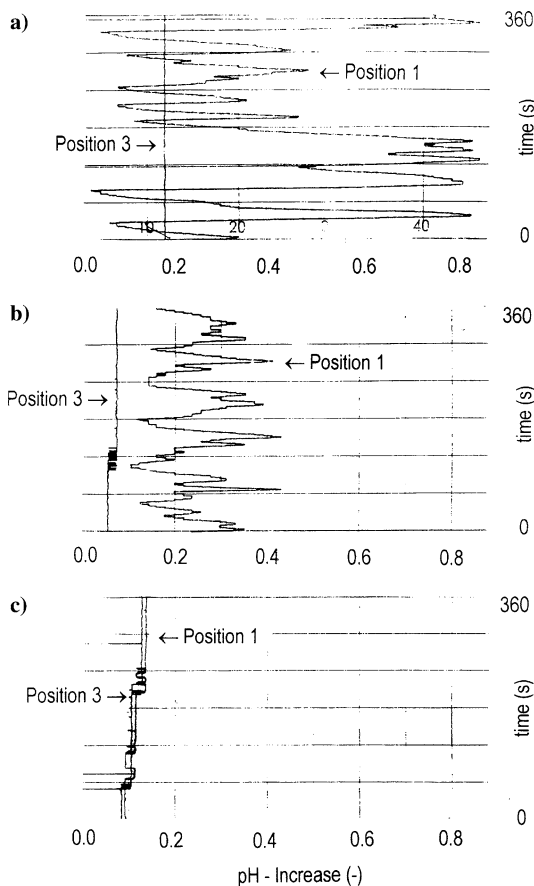 a)
360
← Position 1
Position 3 →
time (s)
10 20 30 40
0
0.0 0.2 0.4 0.6 0.8
b)
360
← Position 1
Position 3 →
time (s)
0
0.0 0.2 0.4 0.6 0.8
c)
360
← Position 1
Position 3 →
time (s)
0
0.0 0.2 0.4 0.6 0.8
pH - Increase (-)